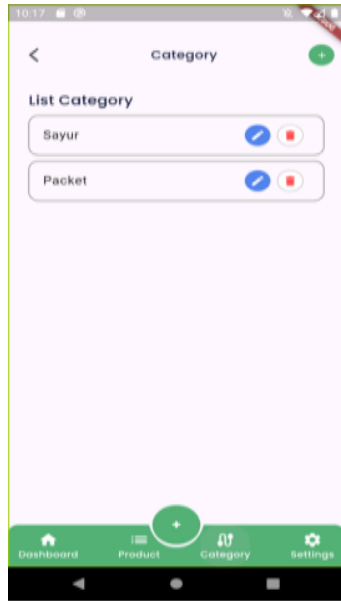 10:17
Category
+
List Category
Sayur
Packet
+
Dashboard Product Category Settings